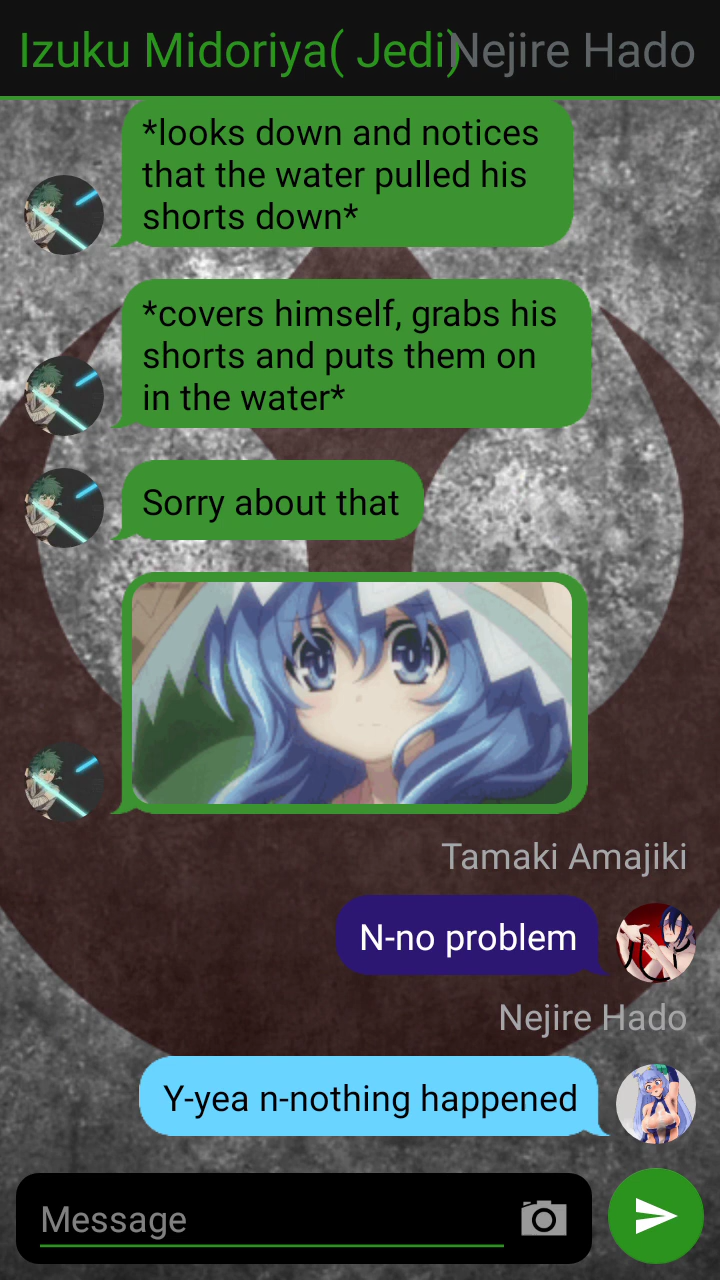 Izuku Midoriya( Jedi)
Nejire Hado
*looks down and notices
that the water pulled his
shorts down*
*covers himself, grabs his
shorts and puts them on
in the water*
Sorry about that
Tamaki Amajiki
N-no problem
Nejire Hado
Y-yea n-nothing happened
Message